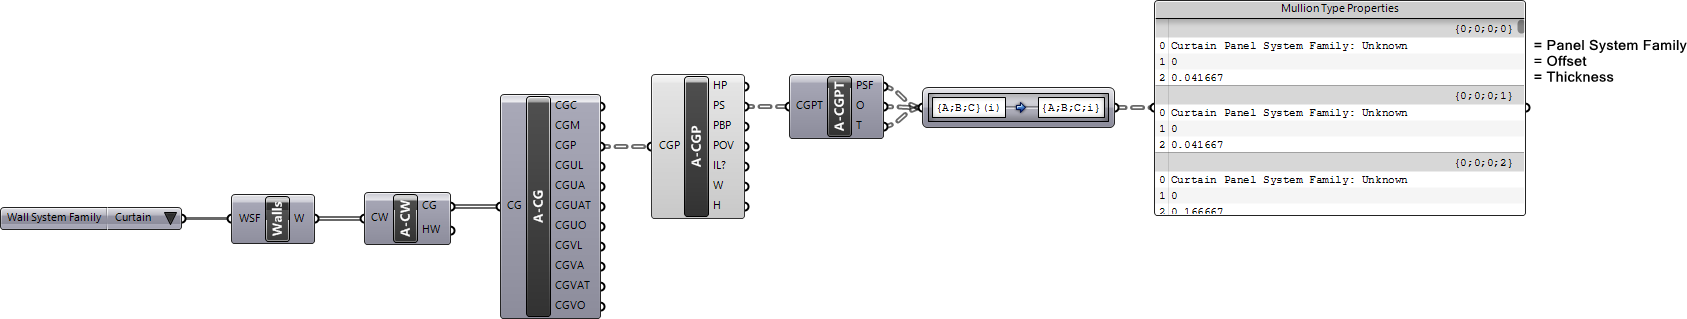 Wall System Family Curtain
WSF Walls W
CW A-CW CG
HW
CG A-CG CGC
CGM
CGP
CGUL
CGUA
CGUAT
CGUO
CGVL
CGVA
CGVAT
CGVO
CGP A-CGP HP
PS
PBP
POV
IL?
W
H
CGPT A-CGPT PSF
O
T
{A;B;C}(i) {A;B;C;i}
Mullion Type Properties
{0;0;0;0}
0 Curtain Panel System Family: Unknown
1 0
2 0.041667
{0;0;0;1}
0 Curtain Panel System Family: Unknown
1 0
2 0.041667
{0;0;0;2}
0 Curtain Panel System Family: Unknown
1 0
2 0.166667
= Panel System Family
= Offset
= Thickness